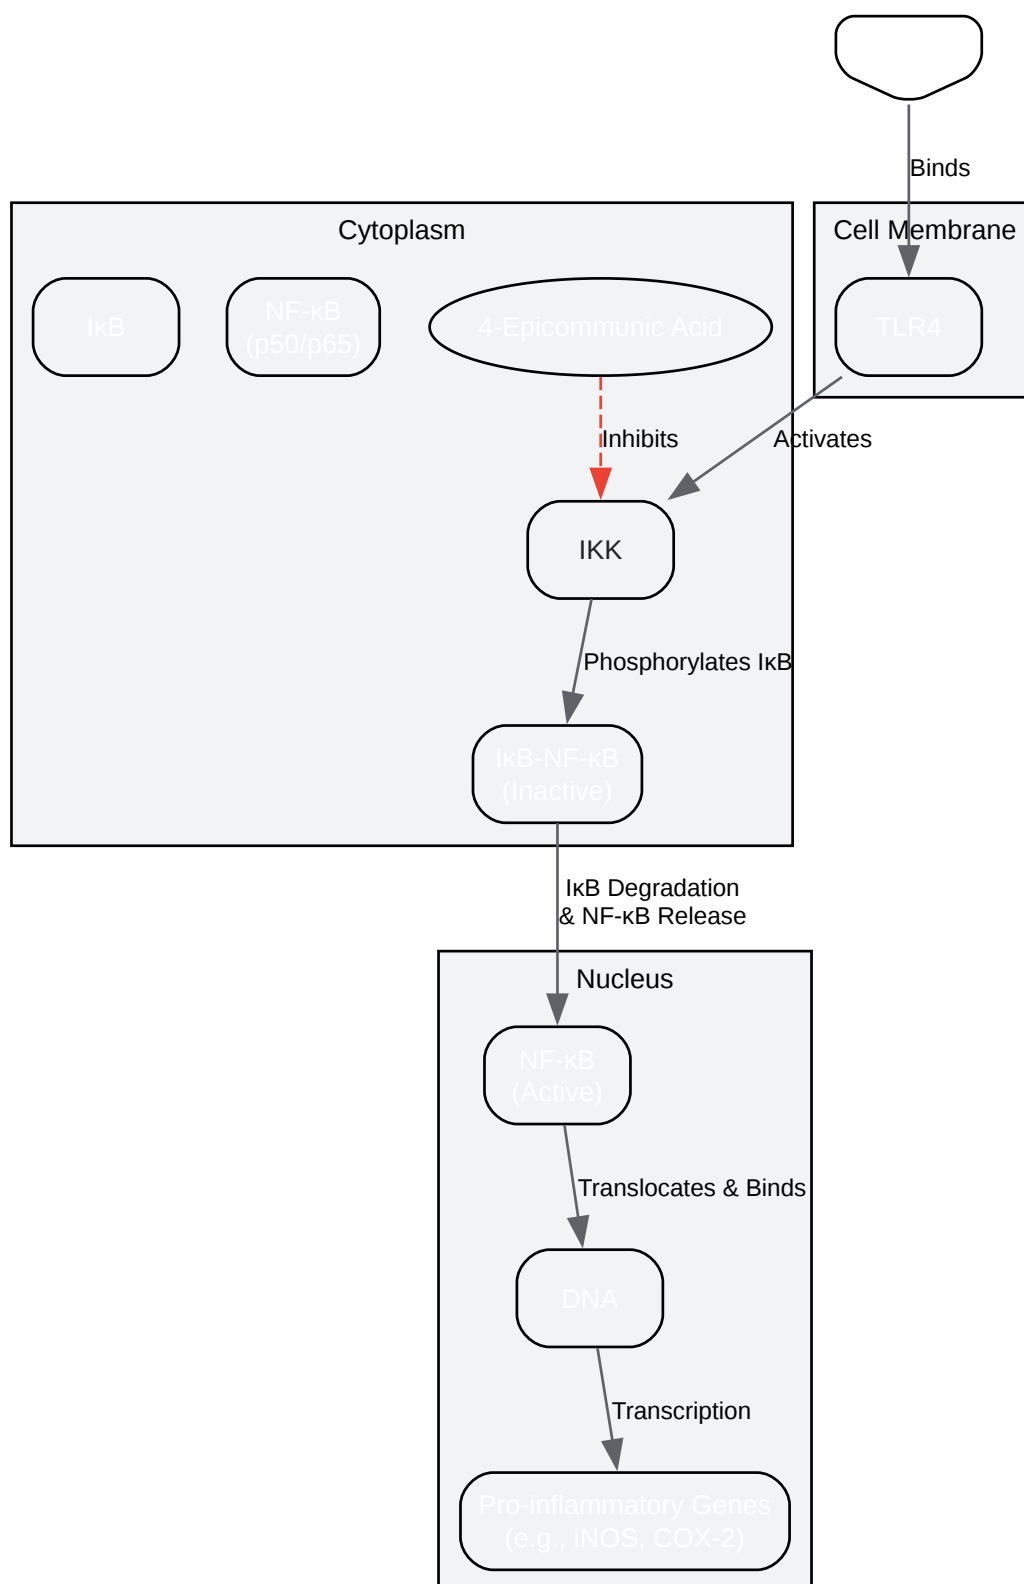 Binds
Cytoplasm
Cell Membrane
IκB
NF-κB
(p50/p65)
4-Epicommunic Acid
TLR4
Inhibits
Activates
IKK
Phosphorylates IκB
IκB-NF-κB
(Inactive)
IκB Degradation
& NF-κB Release
Nucleus
NF-κB
(Active)
Translocates & Binds
DNA
Transcription
Pro-inflammatory Genes
(e.g., iNOS, COX-2)